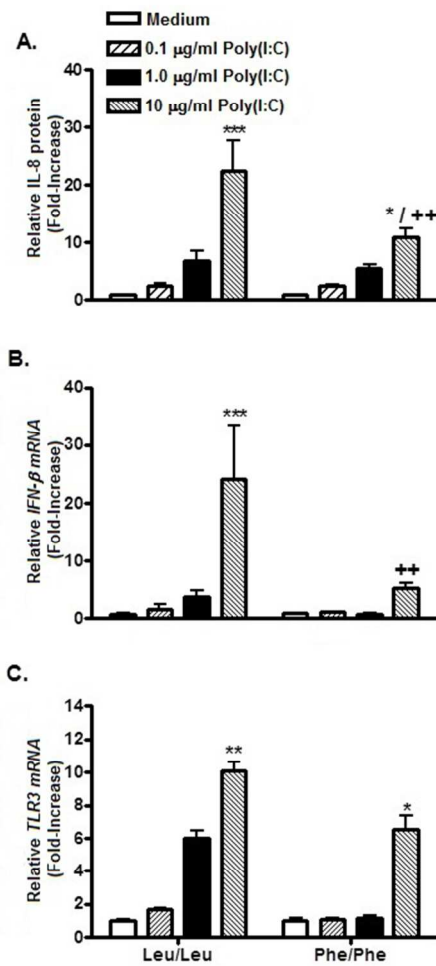 Medium
A.
0.1 µg/ml Poly(I:C)
1.0 µg/ml Poly(I:C)
10 µg/ml Poly(I:C)
Relative IL-8 protein
(Fold-Increase)
40
30
20
10
0
***
* / ++
B.
Relative IFN-β mRNA
(Fold-Increase)
40
30
20
10
0
***
++
C.
Relative TLR3 mRNA
(Fold-Increase)
14
12
10
8
6
4
2
0
**
*
Leu/Leu Phe/Phe